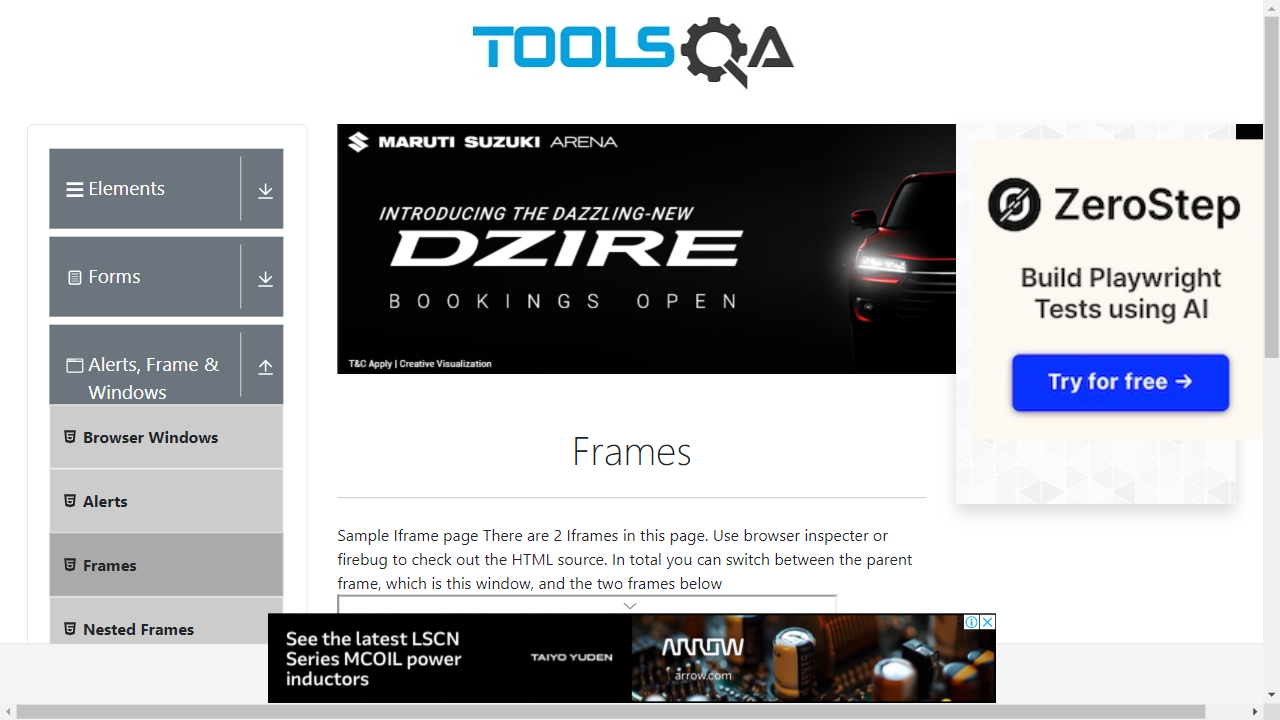 TOOLSQA
Elements
Forms
Alerts, Frame &
Windows
Browser Windows
Alerts
Frames
Nested Frames
MARUTI SUZUKI ARENA
INTRODUCING THE DAZZLING-NEW
DZIRE
BOOKINGS OPEN
T&C Apply | Creative Visualization
ZeroStep
Build Playwright
Tests using AI
Try for free →
Frames
Sample Iframe page There are 2 Iframes in this page. Use browser inspecter or
firebug to check out the HTML source. In total you can switch between the parent
frame, which is this window, and the two frames below
See the latest LSCN
Series MCOIL power
inductors
TAIYO YUDEN
ARROW
arrow.com